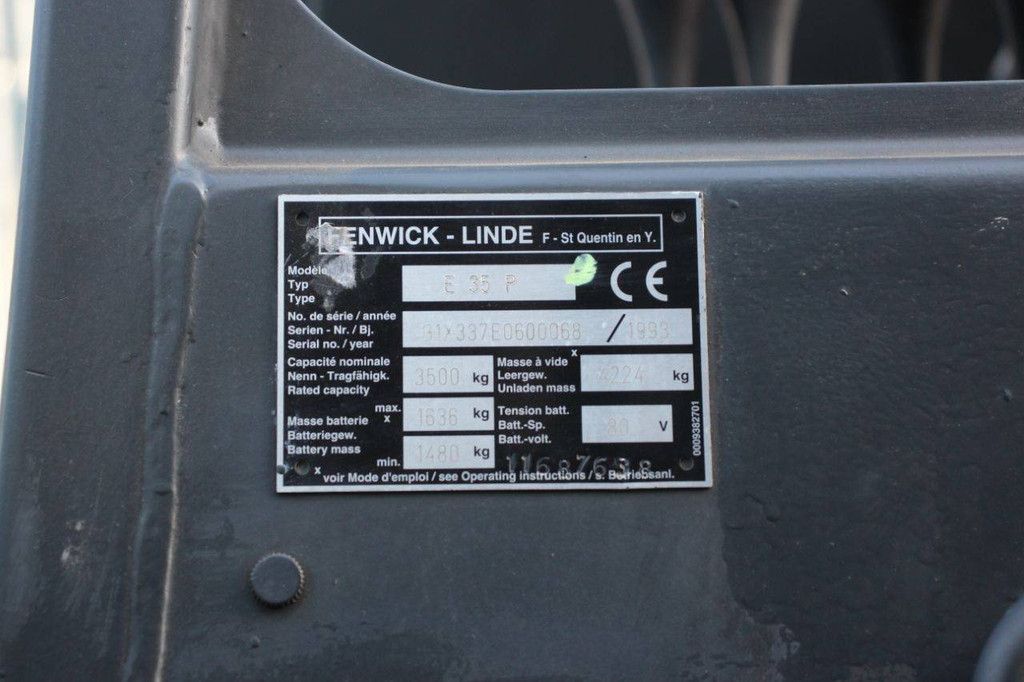 FENWICK - LINDE F - St Quentin en Y.
Modèle
Typ
Type
E 35 P
CE
No. de série / année
Serien - Nr. / Bj.
Serial no. / year
G1X337E0600068 / 1993
Capacité nominale
Nenn - Tragfähigk.
Rated capacity
3500 kg
Masse à vide x
Leergew.
Unladen mass
4224 kg
Masse batterie x
Batteriegew.
Battery mass
max.
1636 kg
min.
1480 kg
Tension batt.
Batt.-Sp.
Batt.-volt.
80 V
0009382701
11687638
x voir Mode d'emploi / see Operating instructions / s. Betriebsanl.